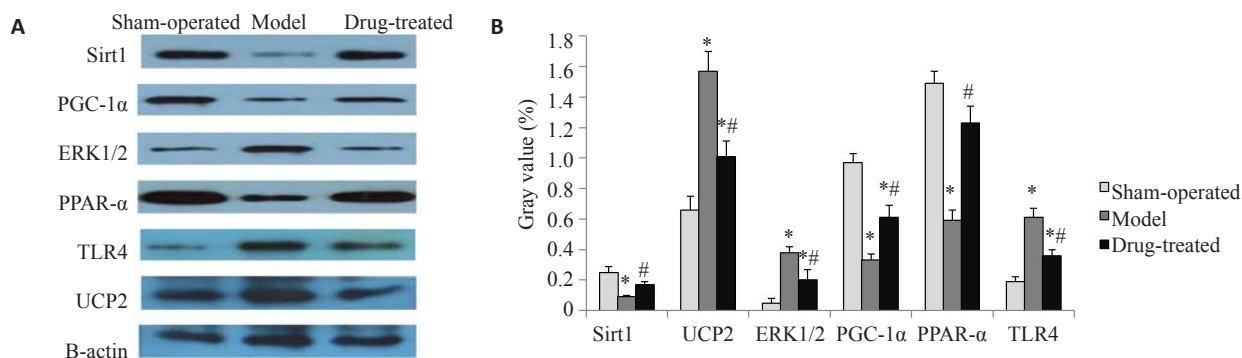 A
Sham-operated Model Drug-treated
Sirt1
PGC-1α
ERK1/2
PPAR-α
TLR4
UCP2
B-actin
B
Gray value (%)
1.8
1.6
1.4
1.2
1.0
0.8
0.6
0.4
0.2
0
* #
* *#
* *#
* *#
* #
* *#
Sirt1 UCP2 ERK1/2 PGC-1α PPAR-α TLR4
Sham-operated
Model
Drug-treated